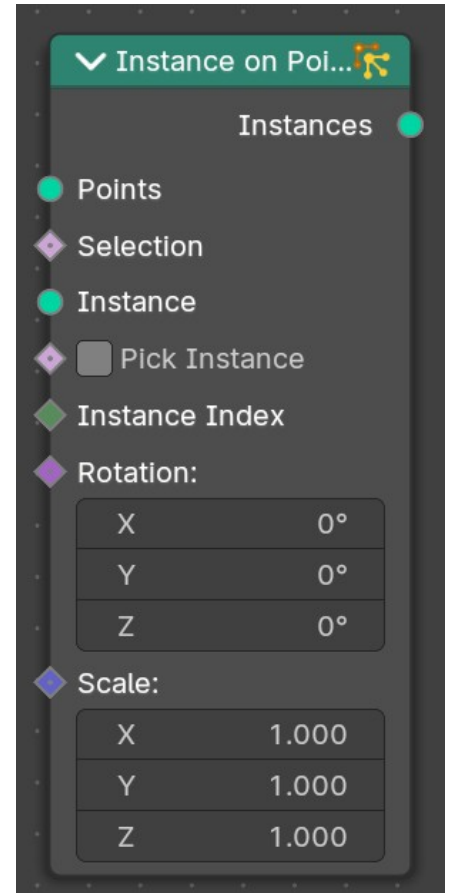 Instance on Poi...
Instances
Points
Selection
Instance
Pick Instance
Instance Index
Rotation:
X 0°
Y 0°
Z 0°
Scale:
X 1.000
Y 1.000
Z 1.000